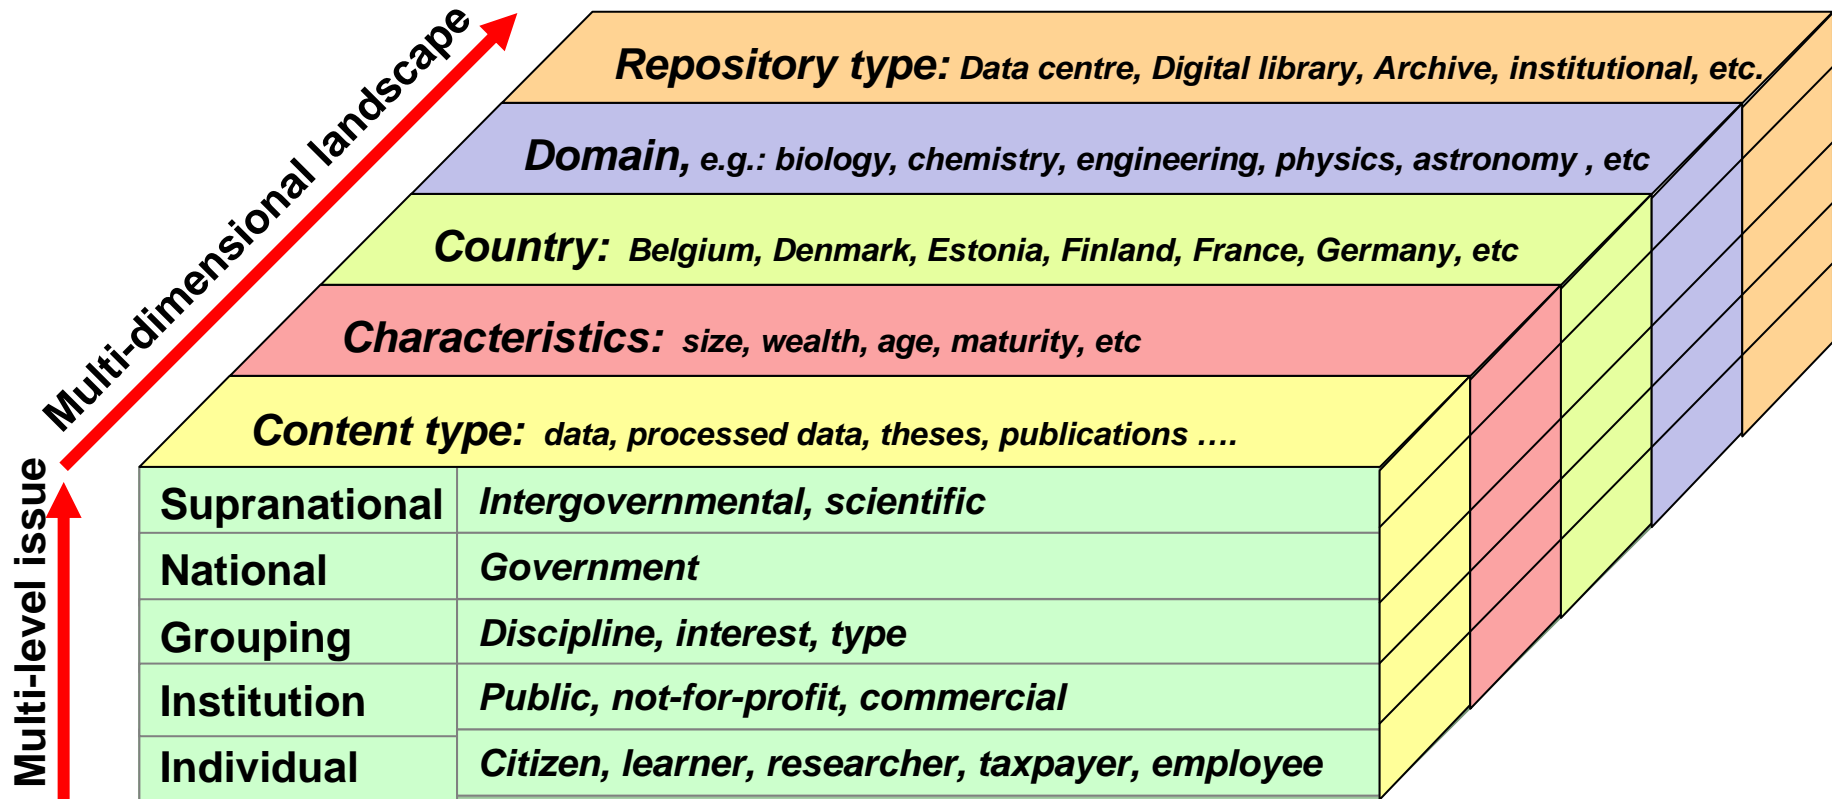 Multi-dimensional landscape
Repository type: Data centre, Digital library, Archive, institutional, etc.
Domain, e.g.: biology, chemistry, engineering, physics, astronomy , etc
Country: Belgium, Denmark, Estonia, Finland, France, Germany, etc
Characteristics: size, wealth, age, maturity, etc
Content type: data, processed data, theses, publications ….
Multi-level issue
Supranational Intergovernmental, scientific
National Government
Grouping Discipline, interest, type
Institution Public, not-for-profit, commercial
Individual Citizen, learner, researcher, taxpayer, employee